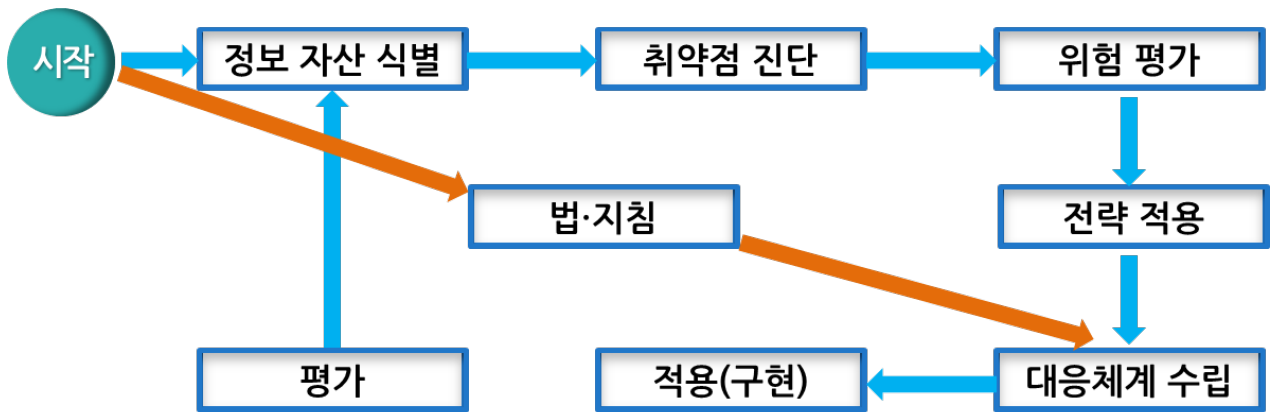 시작
정보 자산 식별
취약점 진단
위험 평가
법·지침
전략 적용
평가
적용(구현)
대응체계 수립